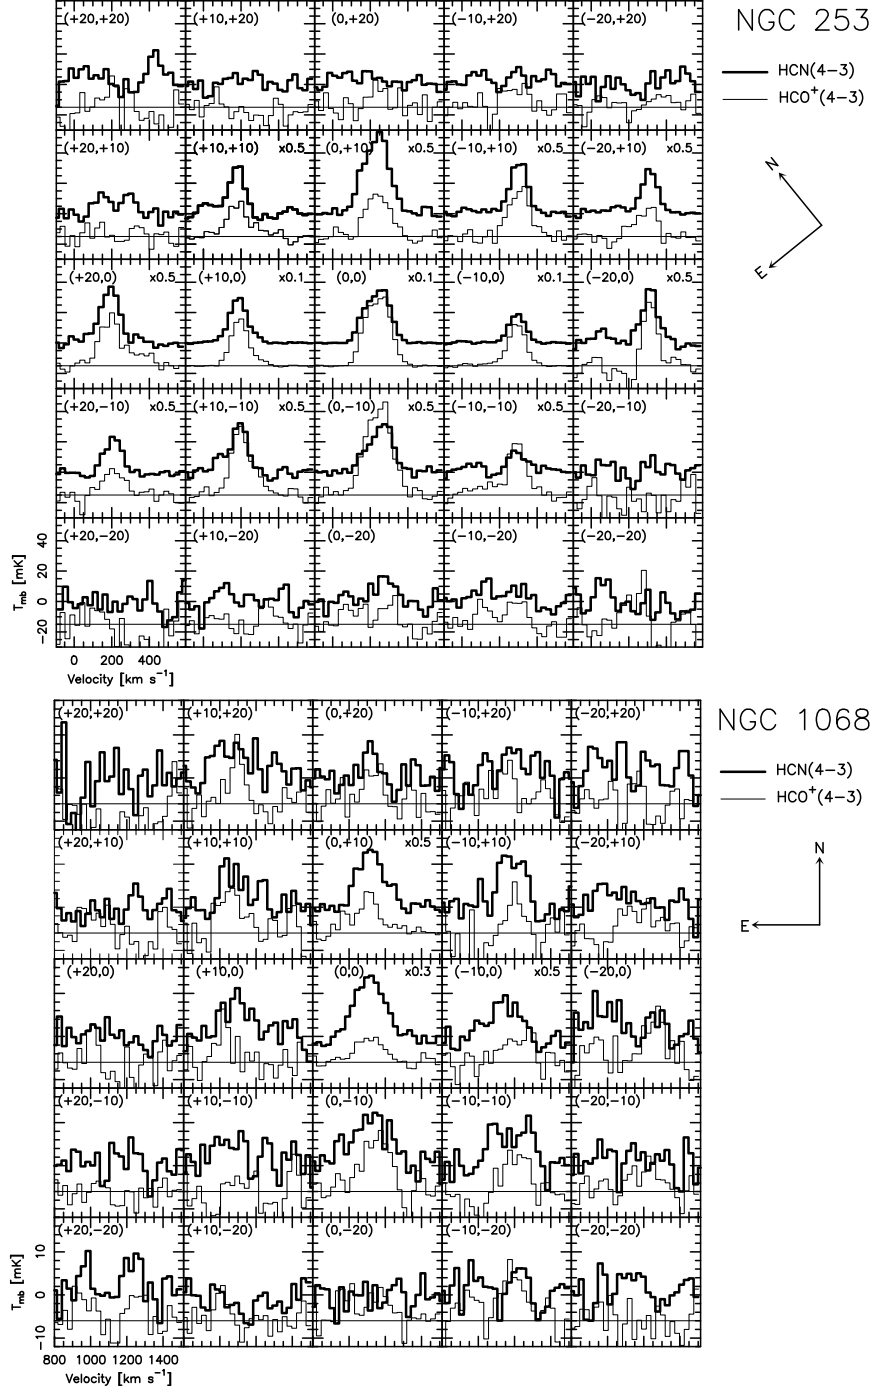 NGC 253
HCN(4−3)
HCO+(4−3)
N
E
(+20,+20) (+10,+20) (0,+20) (−10,+20) (−20,+20)
(+20,+10) (+10,+10) x0.5 (0,+10) x0.5 (−10,+10) x0.5 (−20,+10) x0.5
(+20,0) x0.5 (+10,0) x0.1 (0,0) x0.1 (−10,0) x0.1 (−20,0) x0.5
(+20,−10) x0.5 (+10,−10) x0.5 (0,−10) x0.5 (−10,−10) x0.5 (−20,−10)
(+20,−20) (+10,−20) (0,−20) (−10,−20) (−20,−20)
40
20
0
−20
Tmb [mK]
0 200 400
Velocity [km s−1]
NGC 1068
HCN(4−3)
HCO+(4−3)
N
E
(+20,+20) (+10,+20) (0,+20) (−10,+20) (−20,+20)
(+20,+10) (+10,+10) (0,+10) x0.5 (−10,+10) (−20,+10)
(+20,0) (+10,0) (0,0) x0.3 (−10,0) x0.5 (−20,0)
(+20,−10) (+10,−10) (0,−10) (−10,−10) (−20,−10)
(+20,−20) (+10,−20) (0,−20) (−10,−20) (−20,−20)
10
0
−10
Tmb [mK]
800 1000 1200 1400
Velocity [km s−1]